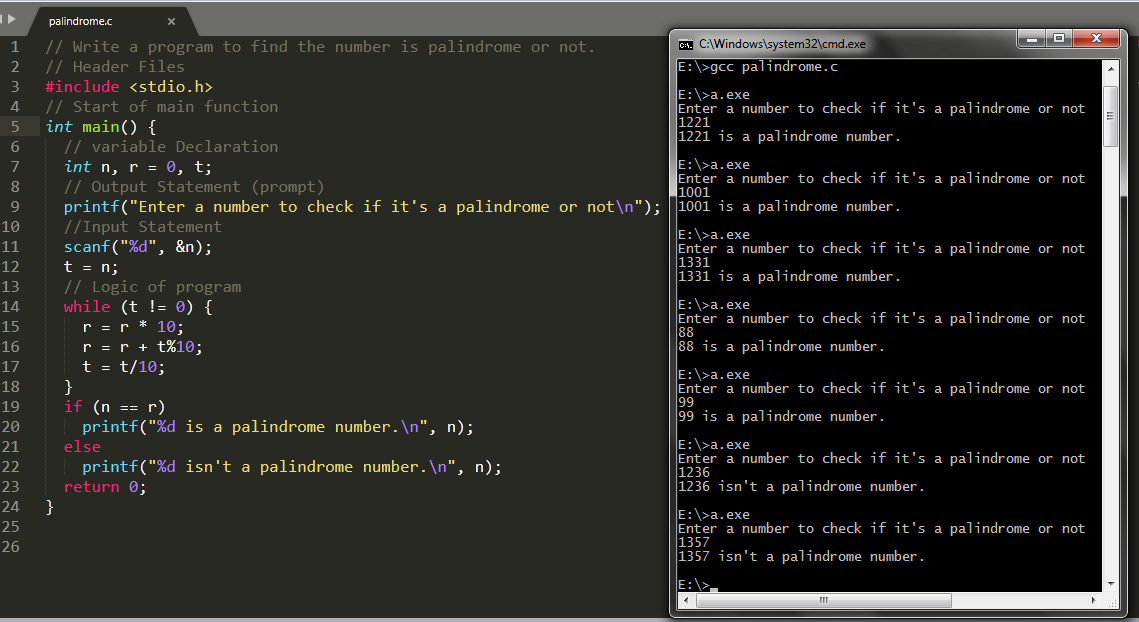 palindrome.c
1 // Write a program to find the number is palindrome or not.
2 // Header Files
3 #include <stdio.h>
4 // Start of main function
5 int main() {
6 // variable Declaration
7 int n, r = 0, t;
8 // Output Statement (prompt)
9 printf("Enter a number to check if it's a palindrome or not\n");
10 //Input Statement
11 scanf("%d", &n);
12 t = n;
13 // Logic of program
14 while (t != 0) {
15 r = r * 10;
16 r = r + t%10;
17 t = t/10;
18 }
19 if (n == r)
20 printf("%d is a palindrome number.\n", n);
21 else
22 printf("%d isn't a palindrome number.\n", n);
23 return 0;
24 }
25
26
C:\Windows\system32\cmd.exe
E:\>gcc palindrome.c
E:\>a.exe
Enter a number to check if it's a palindrome or not
1221
1221 is a palindrome number.
E:\>a.exe
Enter a number to check if it's a palindrome or not
1001
1001 is a palindrome number.
E:\>a.exe
Enter a number to check if it's a palindrome or not
1331
1331 is a palindrome number.
E:\>a.exe
Enter a number to check if it's a palindrome or not
88
88 is a palindrome number.
E:\>a.exe
Enter a number to check if it's a palindrome or not
99
99 is a palindrome number.
E:\>a.exe
Enter a number to check if it's a palindrome or not
1236
1236 isn't a palindrome number.
E:\>a.exe
Enter a number to check if it's a palindrome or not
1357
1357 isn't a palindrome number.
E:\>_